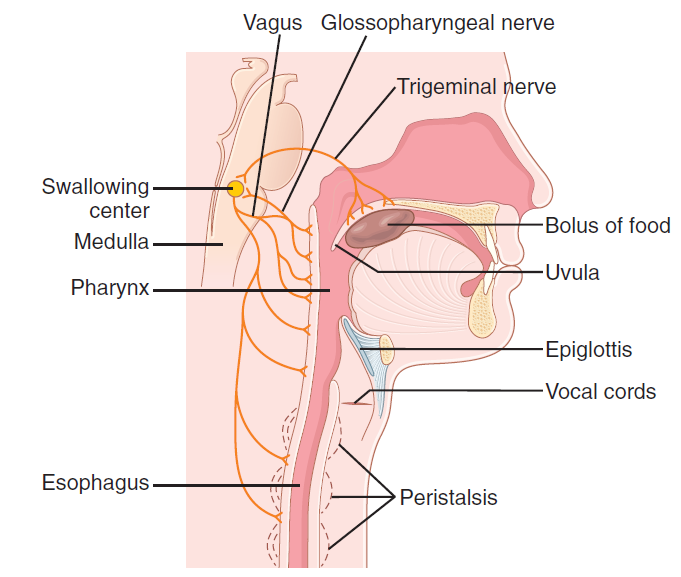 Vagus
Glossopharyngeal nerve
Trigeminal nerve
Swallowing
center
Medulla
Pharynx
Esophagus
Bolus of food
Uvula
Epiglottis
Vocal cords
Peristalsis